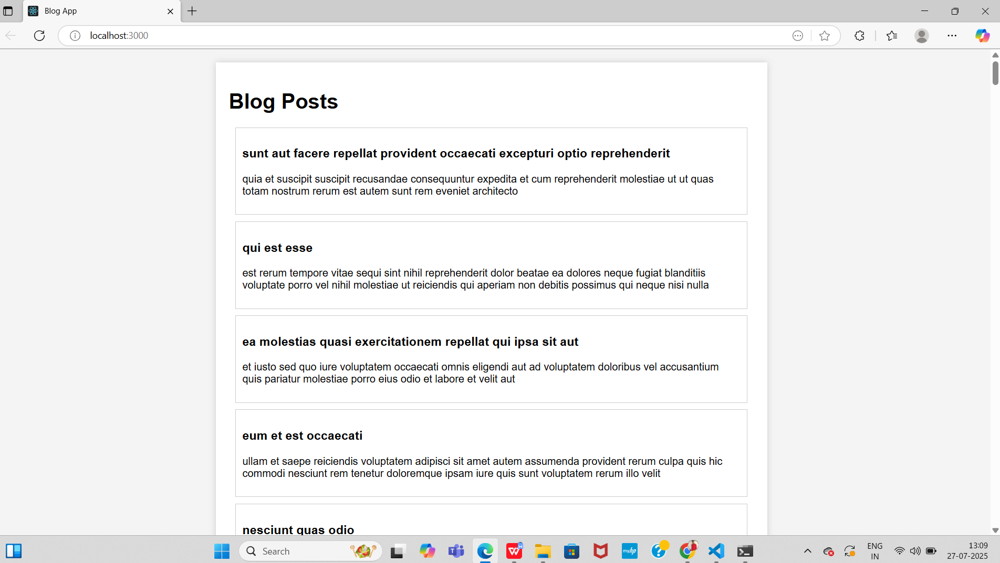 Blog App
localhost:3000
Blog Posts
sunt aut facere repellat provident occaecati excepturi optio reprehenderit
quia et suscipit suscipit recusandae consequuntur expedita et cum reprehenderit molestiae ut ut quas
totam nostrum rerum est autem sunt rem eveniet architecto
qui est esse
est rerum tempore vitae sequi sint nihil reprehenderit dolor beatae ea dolores neque fugiat blanditiis
voluptate porro vel nihil molestiae ut reiciendis qui aperiam non debitis possimus qui neque nisi nulla
ea molestias quasi exercitationem repellat qui ipsa sit aut
et iusto sed quo iure voluptatem occaecati omnis eligendi aut ad voluptatem doloribus vel accusantium
quis pariatur molestiae porro eius odio et labore et velit aut
eum et est occaecati
ullam et saepe reiciendis voluptatem adipisci sit amet autem assumenda provident rerum culpa quis hic
commodi nesciunt rem tenetur doloremque ipsam iure quis sunt voluptatem rerum illo velit
nesciunt quas odio
Search
myhp
ENG
IN
13:09
27-07-2025